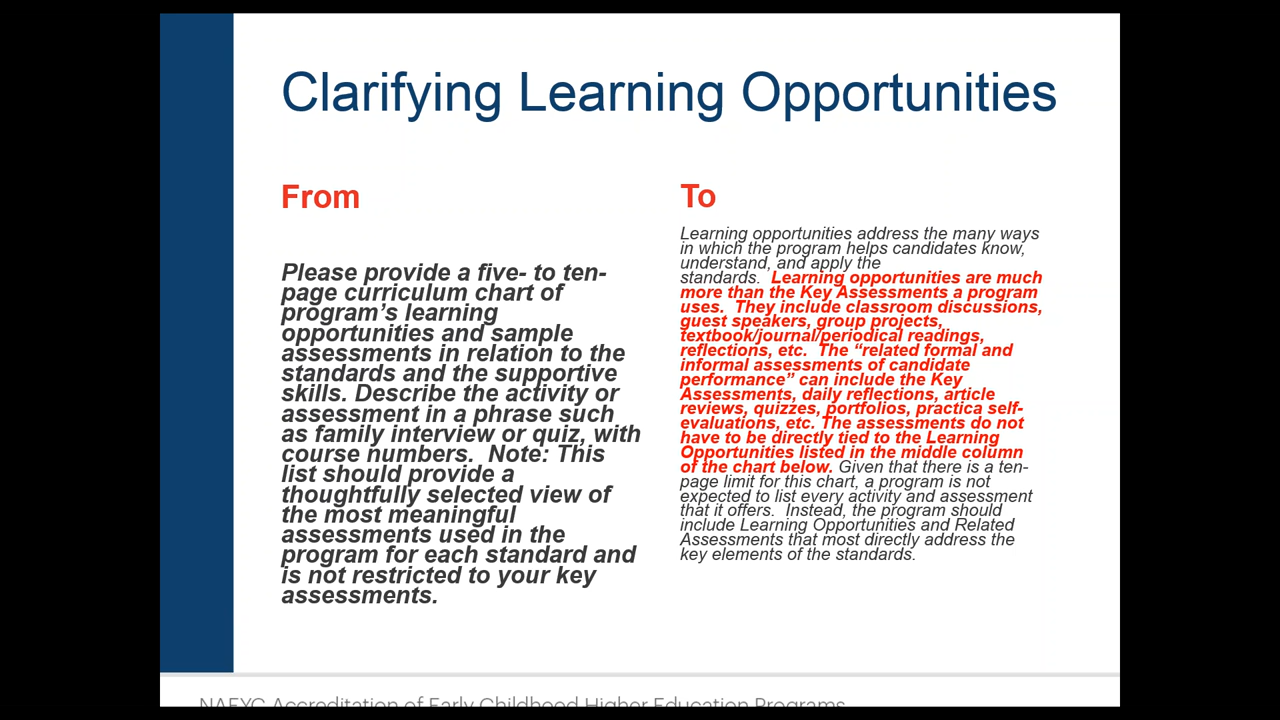 Clarifying Learning Opportunities
From
Please provide a five- to ten-
page curriculum chart of
program’s learning
opportunities and sample
assessments in relation to the
standards and the supportive
skills. Describe the activity or
assessment in a phrase such
as family interview or quiz, with
course numbers.  Note: This
list should provide a
thoughtfully selected view of
the most meaningful
assessments used in the
program for each standard and
is not restricted to your key
assessments.
To
Learning opportunities address the many ways
in which the program helps candidates know,
understand, and apply the
standards.  Learning opportunities are much
more than the Key Assessments a program
uses.  They include classroom discussions,
guest speakers, group projects,
textbook/journal/periodical readings,
reflections, etc.  The “related formal and
informal assessments of candidate
performance” can include the Key
Assessments, daily reflections, article
reviews, quizzes, portfolios, practica self-
evaluations, etc. The assessments do not
have to be directly tied to the Learning
Opportunities listed in the middle column
of the chart below. Given that there is a ten-
page limit for this chart, a program is not
expected to list every activity and assessment
that it offers.  Instead, the program should
include Learning Opportunities and Related
Assessments that most directly address the
key elements of the standards.
NAEYC Accreditation of Early Childhood Higher Education Programs